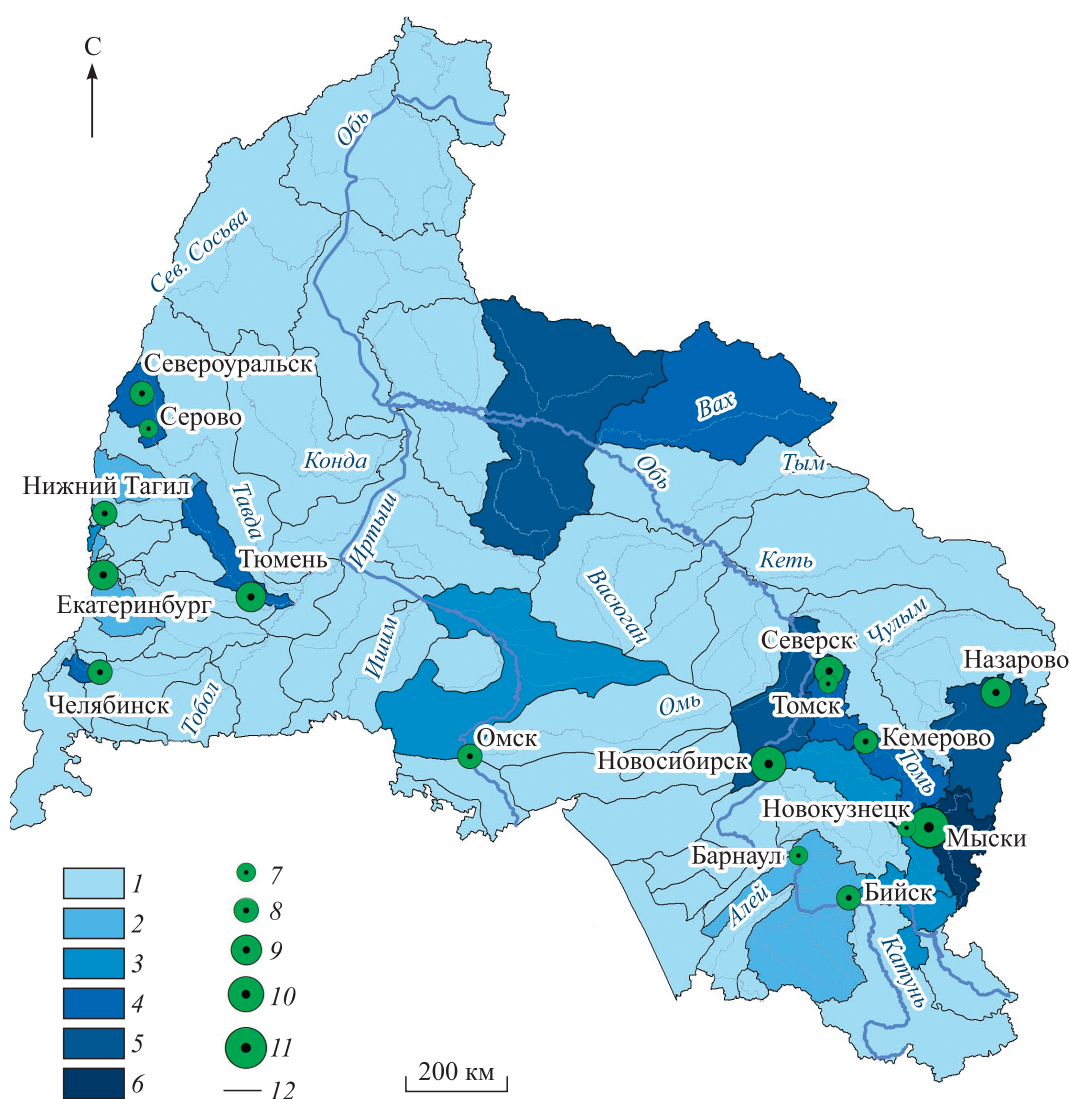 С
Обь
Сев. Сосьва
Североуральск
Серово
Вах
Конда
Обь
Тым
Нижний Тагил
Тавда
Иртыш
Тюмень
Кеть
Екатеринбург
Васюган
Ишим
Чулым
Северск
Назарово
Челябинск
Тобол
Омь
Томск
Омск
Кемерово
Новосибирск
Томь
Новокузнецк
Мыски
Барнаул
Алей
Бийск
Катунь
1
2
3
4
5
6
7
8
9
10
11
12
200 км